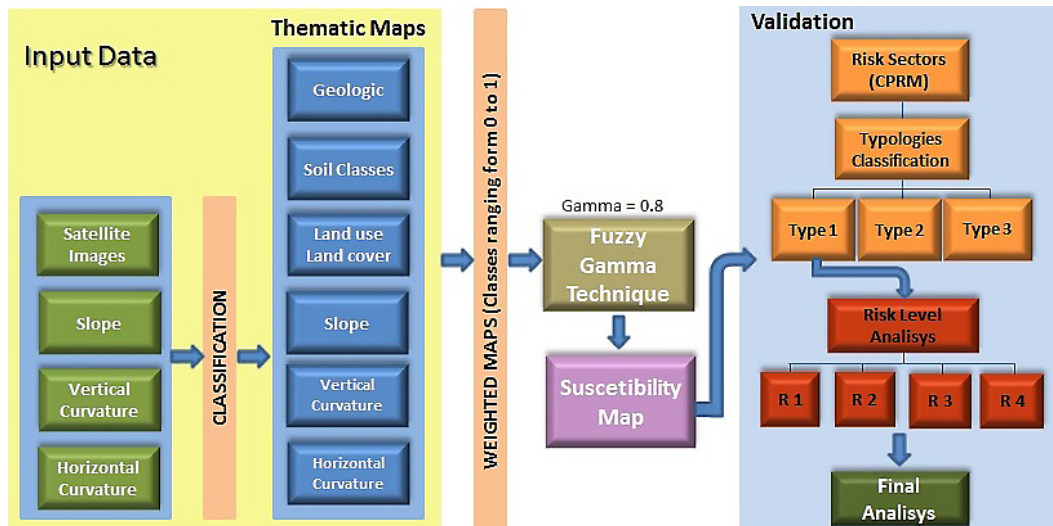 Input Data
Satellite
Images
Slope
Vertical
Curvature
Horizontal
Curvature
CLASSIFICATION
Thematic Maps
Geologic
Soil Classes
Land use
Land cover
Slope
Vertical
Curvature
Horizontal
Curvature
WEIGHTED MAPS (Classes ranging form 0 to 1)
Gamma = 0.8
Fuzzy
Gamma
Technique
Suscetibility
Map
Validation
Risk Sectors
(CPRM)
Typologies
Classification
Type 1
Type 2
Type 3
Risk Level
Analisys
R 1
R 2
R 3
R 4
Final
Analisys